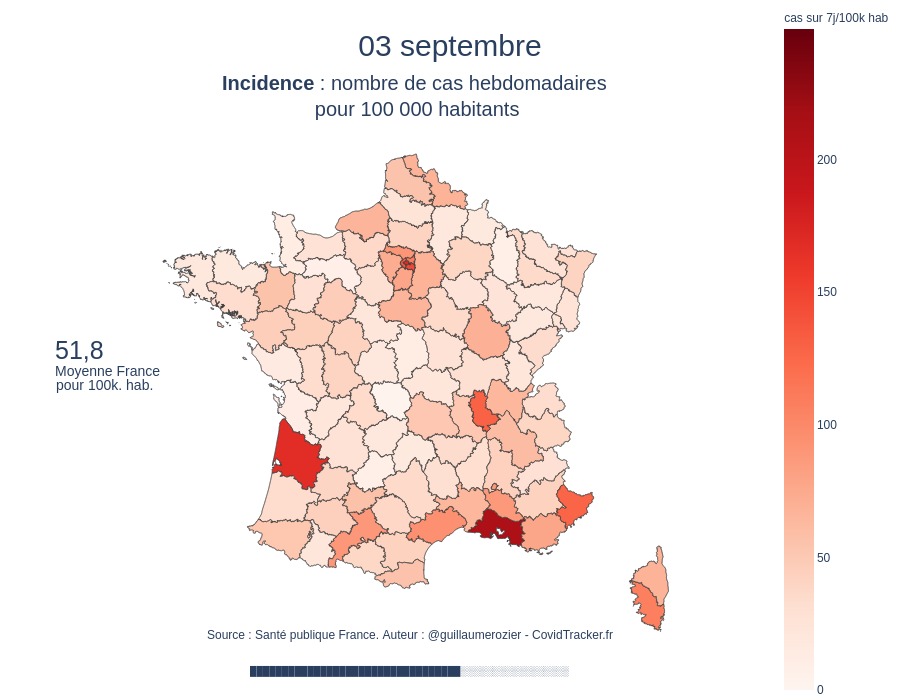 cas sur 7j/100k hab
03 septembre
Incidence : nombre de cas hebdomadaires
pour 100 000 habitants
200
150
51,8
Moyenne France
pour 100k. hab.
100
50
Source : Santé publique France. Auteur : @guillaumerozier - CovidTracker.fr
0